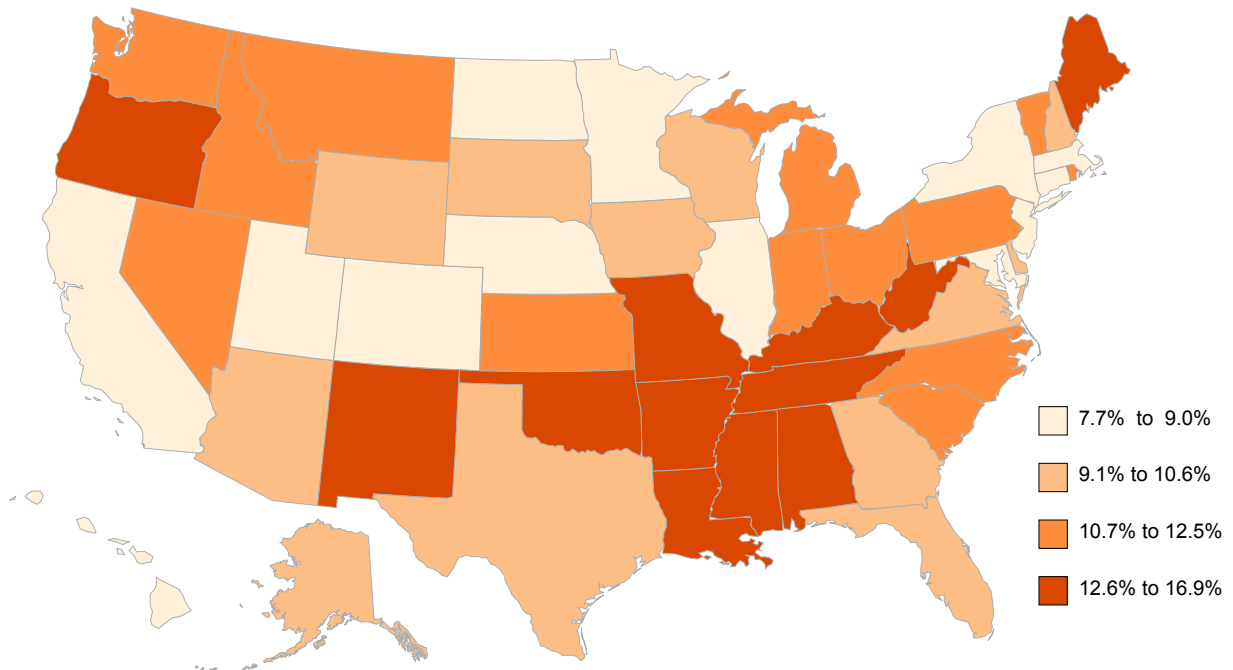 7.7% to 9.0%
9.1% to 10.6%
10.7% to 12.5%
12.6% to 16.9%